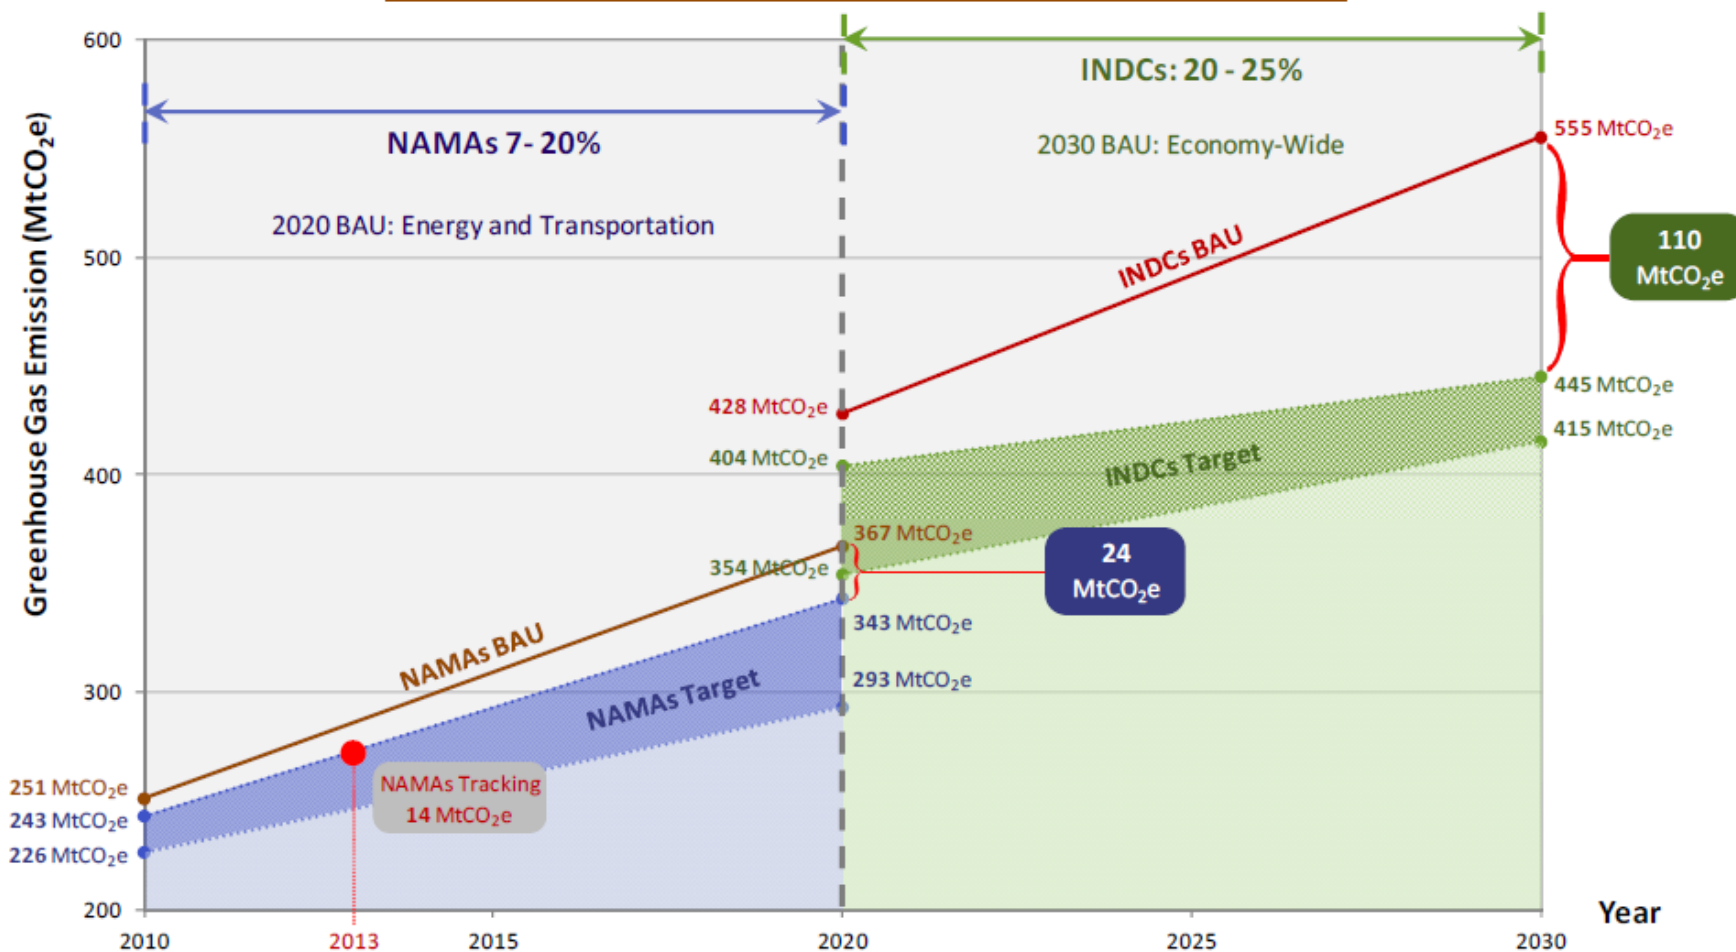 Greenhouse Gas Emission (MtCO₂e)
600
500
400
300
200
INDCs: 20 - 25%
2030 BAU: Economy-Wide
NAMAs 7- 20%
2020 BAU: Energy and Transportation
555 MtCO₂e
INDCs BAU
110
MtCO₂e
428 MtCO₂e
404 MtCO₂e
445 MtCO₂e
415 MtCO₂e
INDCs Target
367 MtCO₂e
354 MtCO₂e
24
MtCO₂e
343 MtCO₂e
293 MtCO₂e
NAMAs BAU
NAMAs Target
251 MtCO₂e
243 MtCO₂e
226 MtCO₂e
NAMAs Tracking
14 MtCO₂e
2010
2013
2015
2020
2025
2030
Year